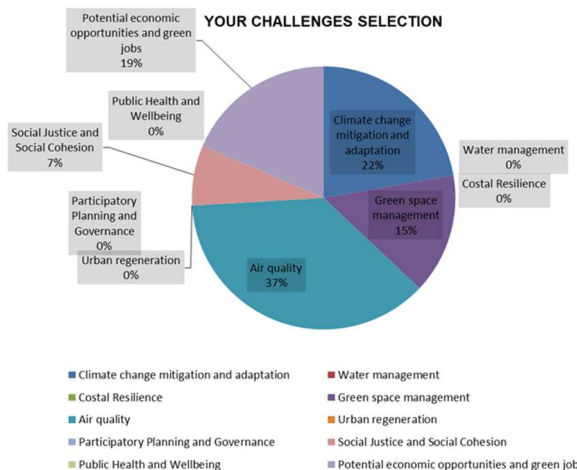 YOUR CHALLENGES SELECTION
Potential economic
opportunities and green
jobs
19%
Public Health and
Wellbeing
0%
Social Justice and
Social Cohesion
7%
Participatory
Planning and
Governance
0%
Urban regeneration
0%
Climate change
mitigation and
adaptation
22%
Water management
0%
Costal Resilience
0%
Green space
management
15%
Air quality
37%
Climate change mitigation and adaptation
Water management
Costal Resilience
Green space management
Air quality
Urban regeneration
Participatory Planning and Governance
Social Justice and Social Cohesion
Public Health and Wellbeing
Potential economic opportunities and green job